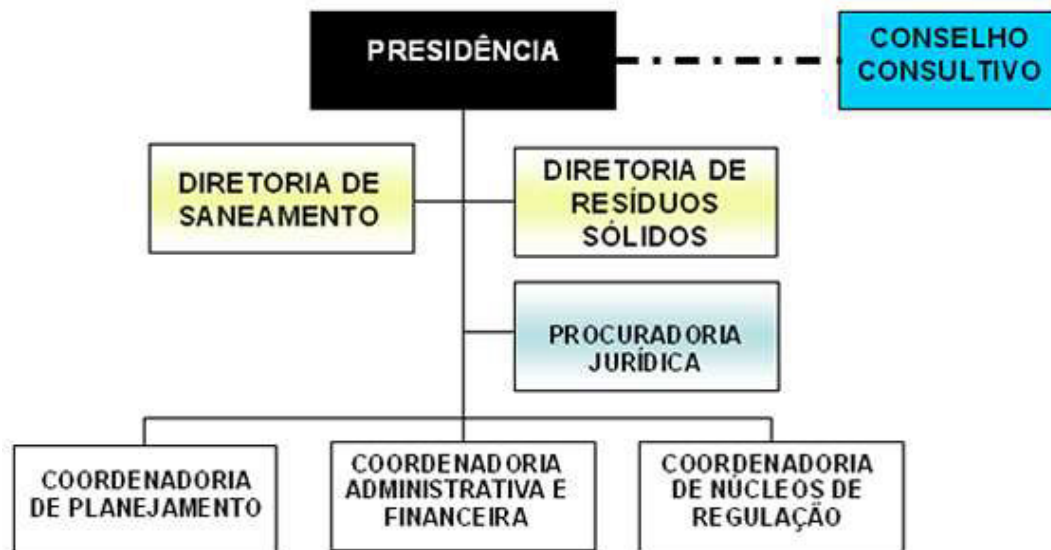 PRESIDÊNCIA
CONSELHO
CONSULTIVO
DIRETORIA DE
SANEAMENTO
DIRETORIA DE
RESÍDUOS
SÓLIDOS
PROCURADORIA
JURÍDICA
COORDENADORIA
DE PLANEJAMENTO
COORDENADORIA
ADMINISTRATIVA E
FINANCEIRA
COORDENADORIA
DE NÚCLEOS DE
REGULAÇÃO